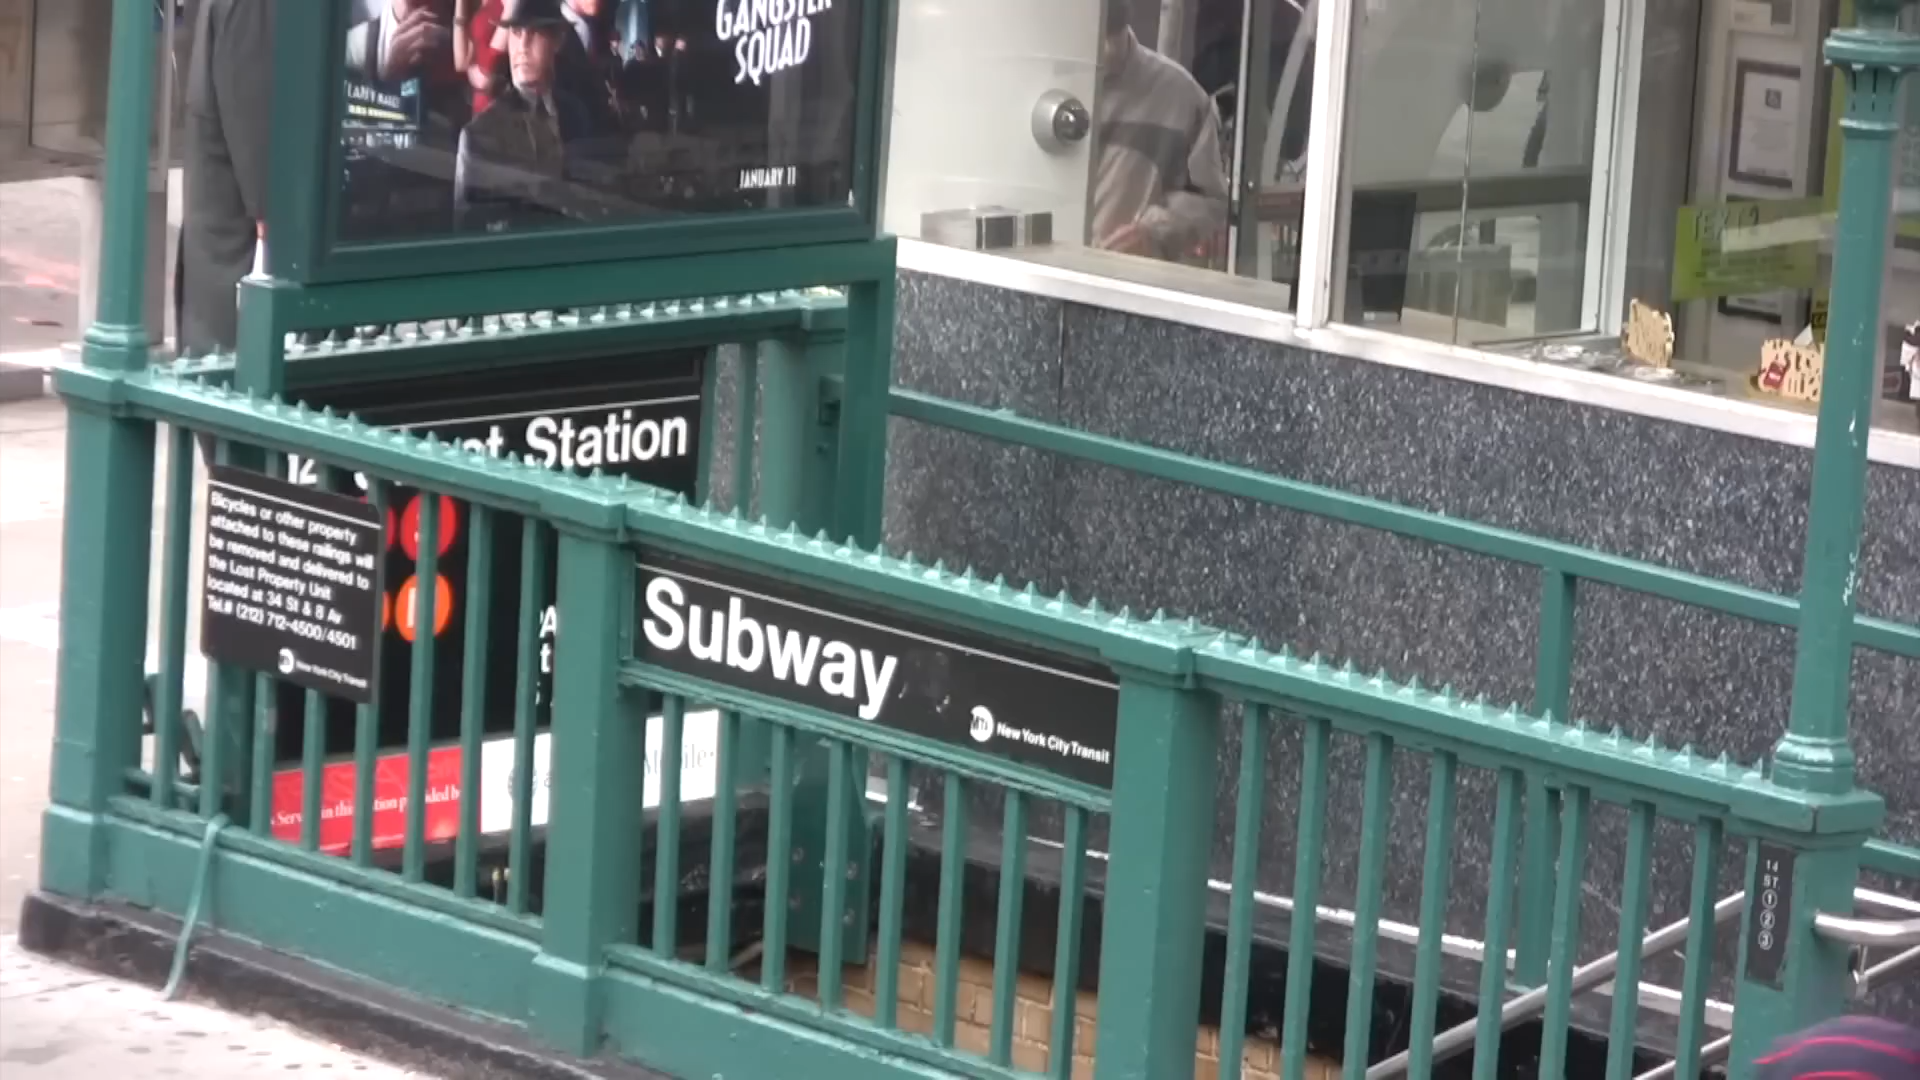 GANGSTER
SQUAD
JANUARY 11
Station
Bicycles or other property
attached to these railings will
be removed and delivered to
the Lost Property Unit
located at 34 St & 8 Av
Tel.# (212) 712-4500/4501
New York City Transit
Subway
MTA New York City Transit
14
ST
1
2
3